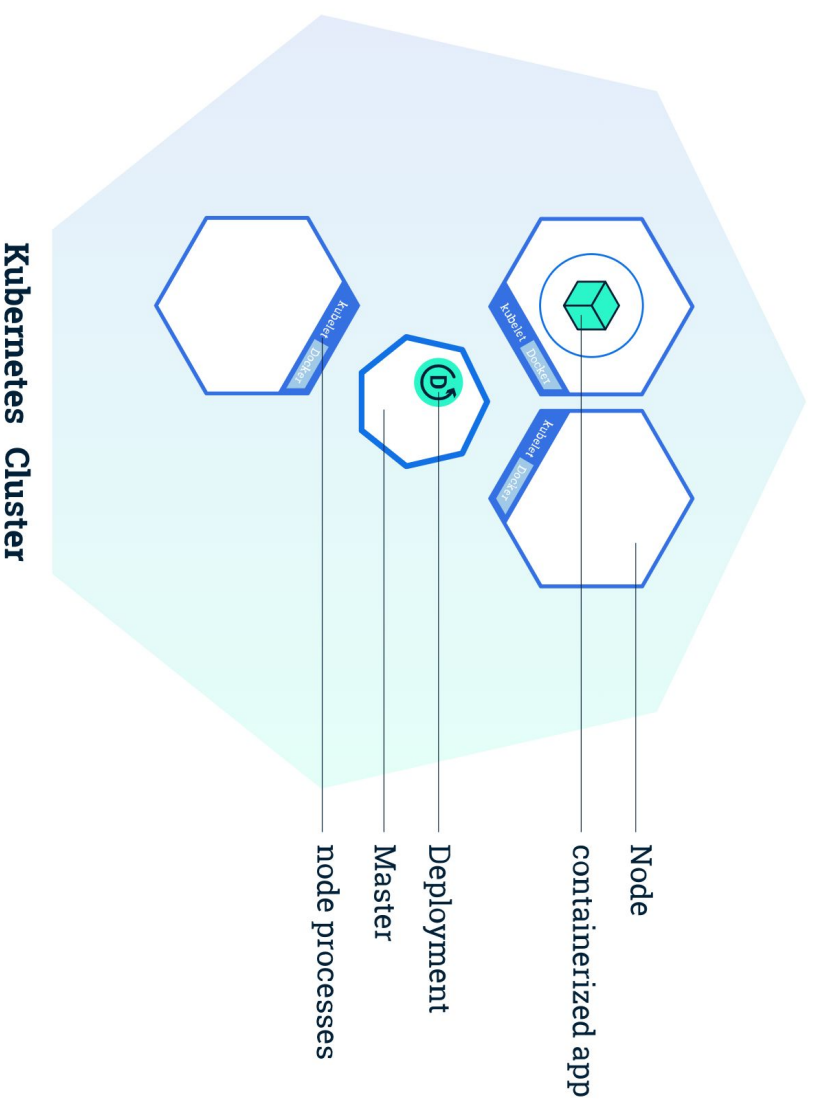 Node
containerized app
Deployment
Master
node processes
kubelet
Docker
kubelet
Docker
D
kubelet
Docker
Kubernetes Cluster